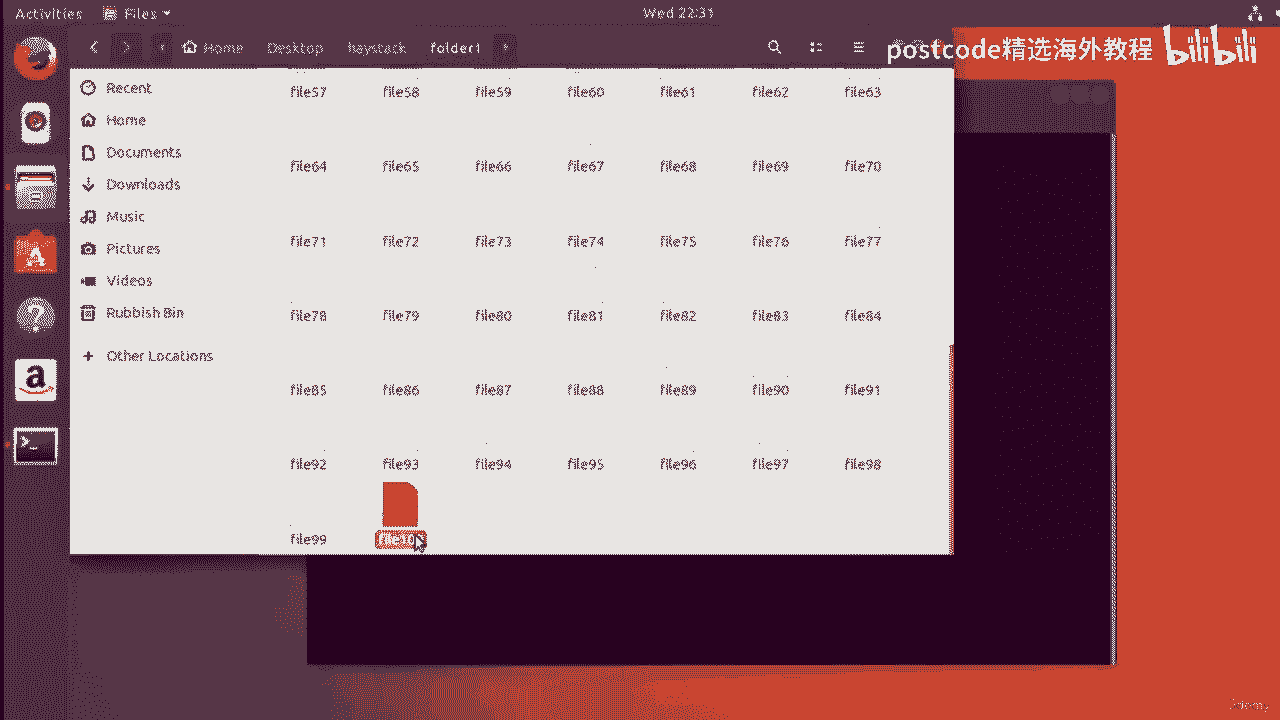 Activities Files Wed 22:31
Home Desktop haystack folder1
postcode精选海外教程 bilibili
Recent
Home
Documents
Downloads
Music
Pictures
Videos
Rubbish Bin
Other Locations
file57 file58 file59 file60 file61 file62 file63
file64 file65 file66 file67 file68 file69 file70
file71 file72 file73 file74 file75 file76 file77
file78 file79 file80 file81 file82 file83 file84
file85 file86 file87 file88 file89 file90 file91
file92 file93 file94 file95 file96 file97 file98
file99
Udemy